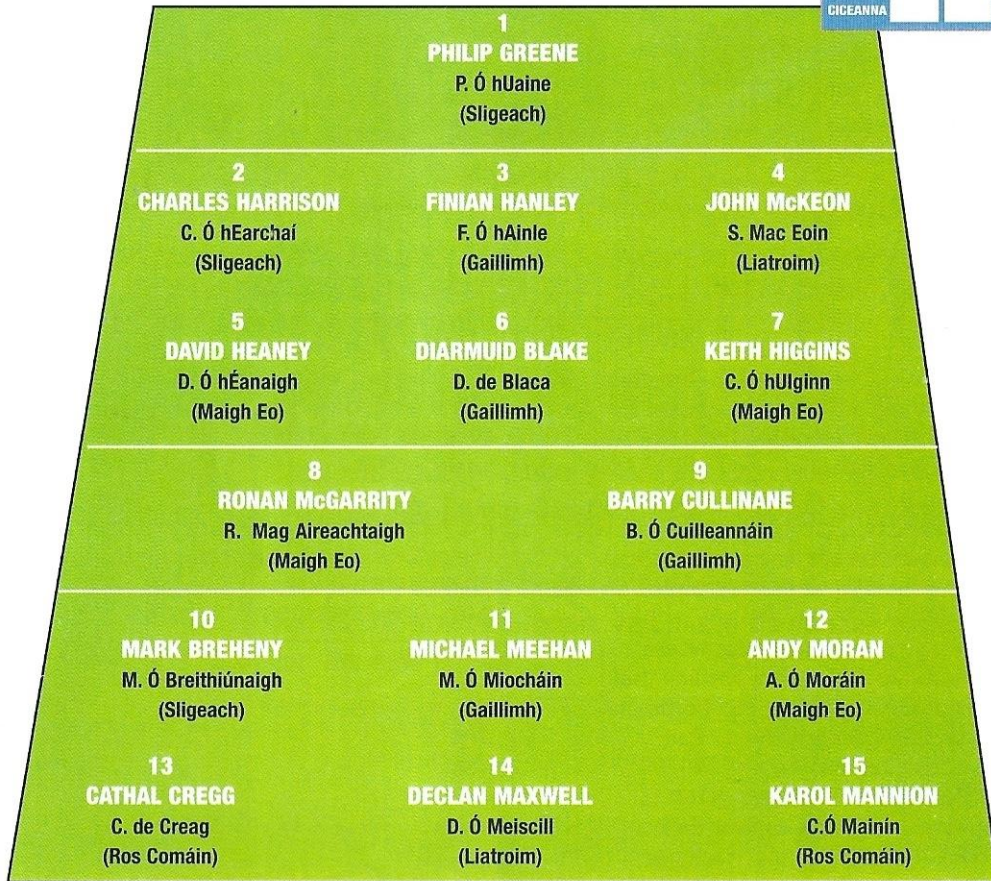 CICEANNA
1
PHILIP GREENE
P. Ó hUaine
(Sligeach)
2
CHARLES HARRISON
C. Ó hEarchaí
(Sligeach)
3
FINIAN HANLEY
F. Ó hAinle
(Gaillimh)
4
JOHN McKEON
S. Mac Eoin
(Liatroim)
5
DAVID HEANEY
D. Ó hÉanaigh
(Maigh Eo)
6
DIARMUID BLAKE
D. de Blaca
(Gaillimh)
7
KEITH HIGGINS
C. Ó hUIginn
(Maigh Eo)
8
RONAN McGARRITY
R. Mag Aireachtaigh
(Maigh Eo)
9
BARRY CULLINANE
B. Ó Cuilleannáin
(Gaillimh)
10
MARK BREHENY
M. Ó Breithiúnaigh
(Sligeach)
11
MICHAEL MEEHAN
M. Ó Miocháin
(Gaillimh)
12
ANDY MORAN
A. Ó Moráin
(Maigh Eo)
13
CATHAL CREGG
C. de Creag
(Ros Comáin)
14
DECLAN MAXWELL
D. Ó Meiscill
(Liatroim)
15
KAROL MANNION
C.Ó Mainín
(Ros Comáin)